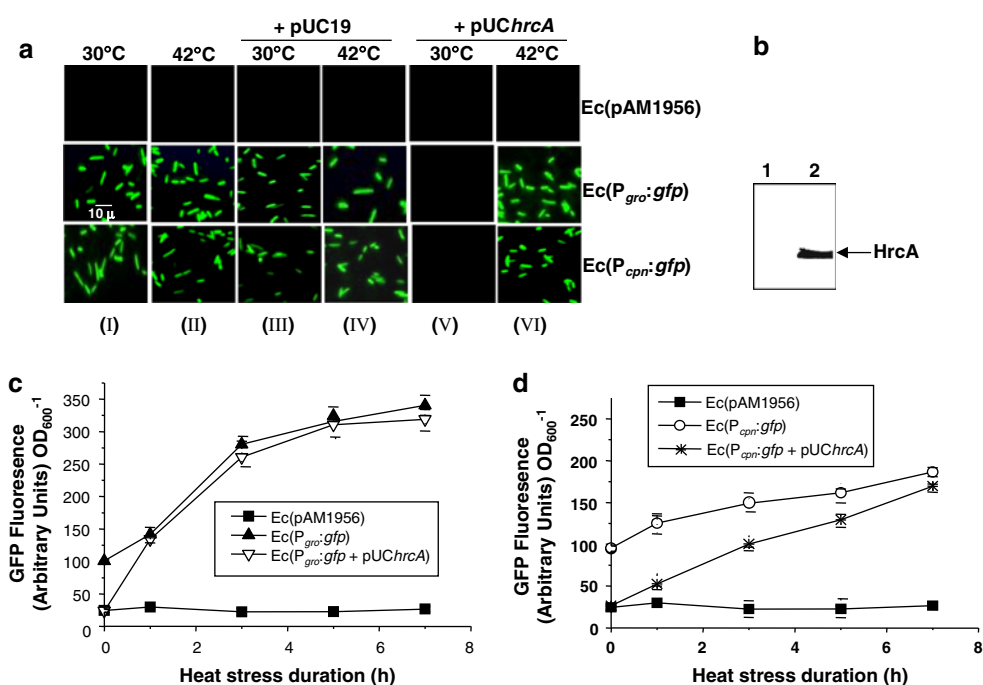 a
+ pUC19
+ pUChrcA
30°C 42°C 30°C 42°C 30°C 42°C
Ec(pAM1956)
Ec(Pgro:gfp)
10 μ
Ec(Pcpn:gfp)
(I) (II) (III) (IV) (V) (VI)
b
1 2
HrcA
c
GFP Fluoresence
(Arbitrary Units) OD600-1
350
300
250
200
150
100
50
0
Ec(pAM1956)
Ec(Pgro:gfp)
Ec(Pgro:gfp + pUChrcA)
0 2 4 6 8
Heat stress duration (h)
d
GFP Fluoresence
(Arbitrary Units) OD600-1
250
200
150
100
50
0
Ec(pAM1956)
Ec(Pcpn:gfp)
Ec(Pcpn:gfp + pUChrcA)
0 2 4 6 8
Heat stress duration (h)